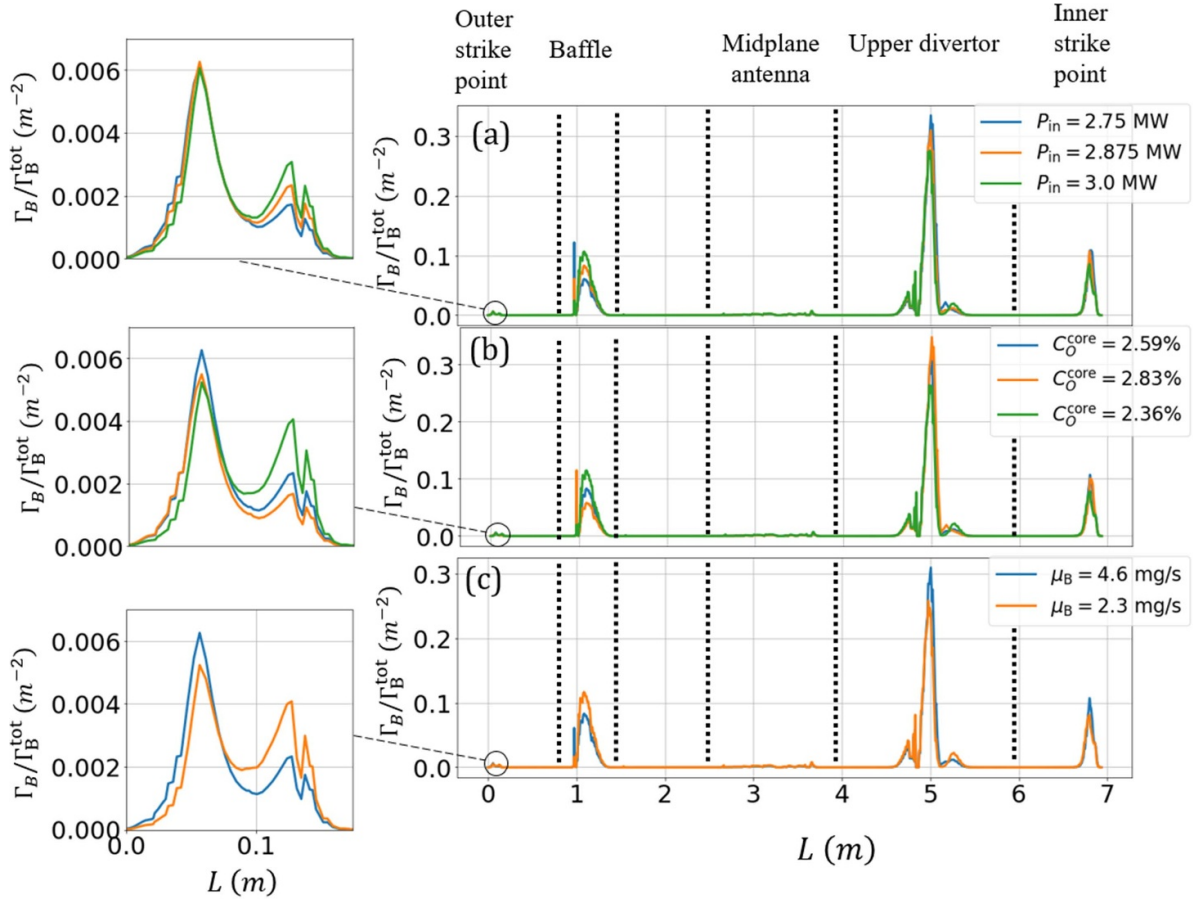 Outer
strike
point
Baffle
Midplane
antenna
Upper divertor
Inner
strike
point
0.006
0.004
0.002
0.000
Γ_B/Γ_B^tot (m⁻²)
(a)
0.3
0.2
0.1
0.0
Γ_B/Γ_B^tot (m⁻²)
P_in = 2.75 MW
P_in = 2.875 MW
P_in = 3.0 MW
0.006
0.004
0.002
0.000
Γ_B/Γ_B^tot (m⁻²)
(b)
0.3
0.2
0.1
0.0
Γ_B/Γ_B^tot (m⁻²)
C_O^core = 2.59%
C_O^core = 2.83%
C_O^core = 2.36%
0.006
0.004
0.002
0.000
Γ_B/Γ_B^tot (m⁻²)
0.0 0.1
L (m)
(c)
0.3
0.2
0.1
0.0
Γ_B/Γ_B^tot (m⁻²)
μ_B = 4.6 mg/s
μ_B = 2.3 mg/s
0 1 2 3 4 5 6 7
L (m)